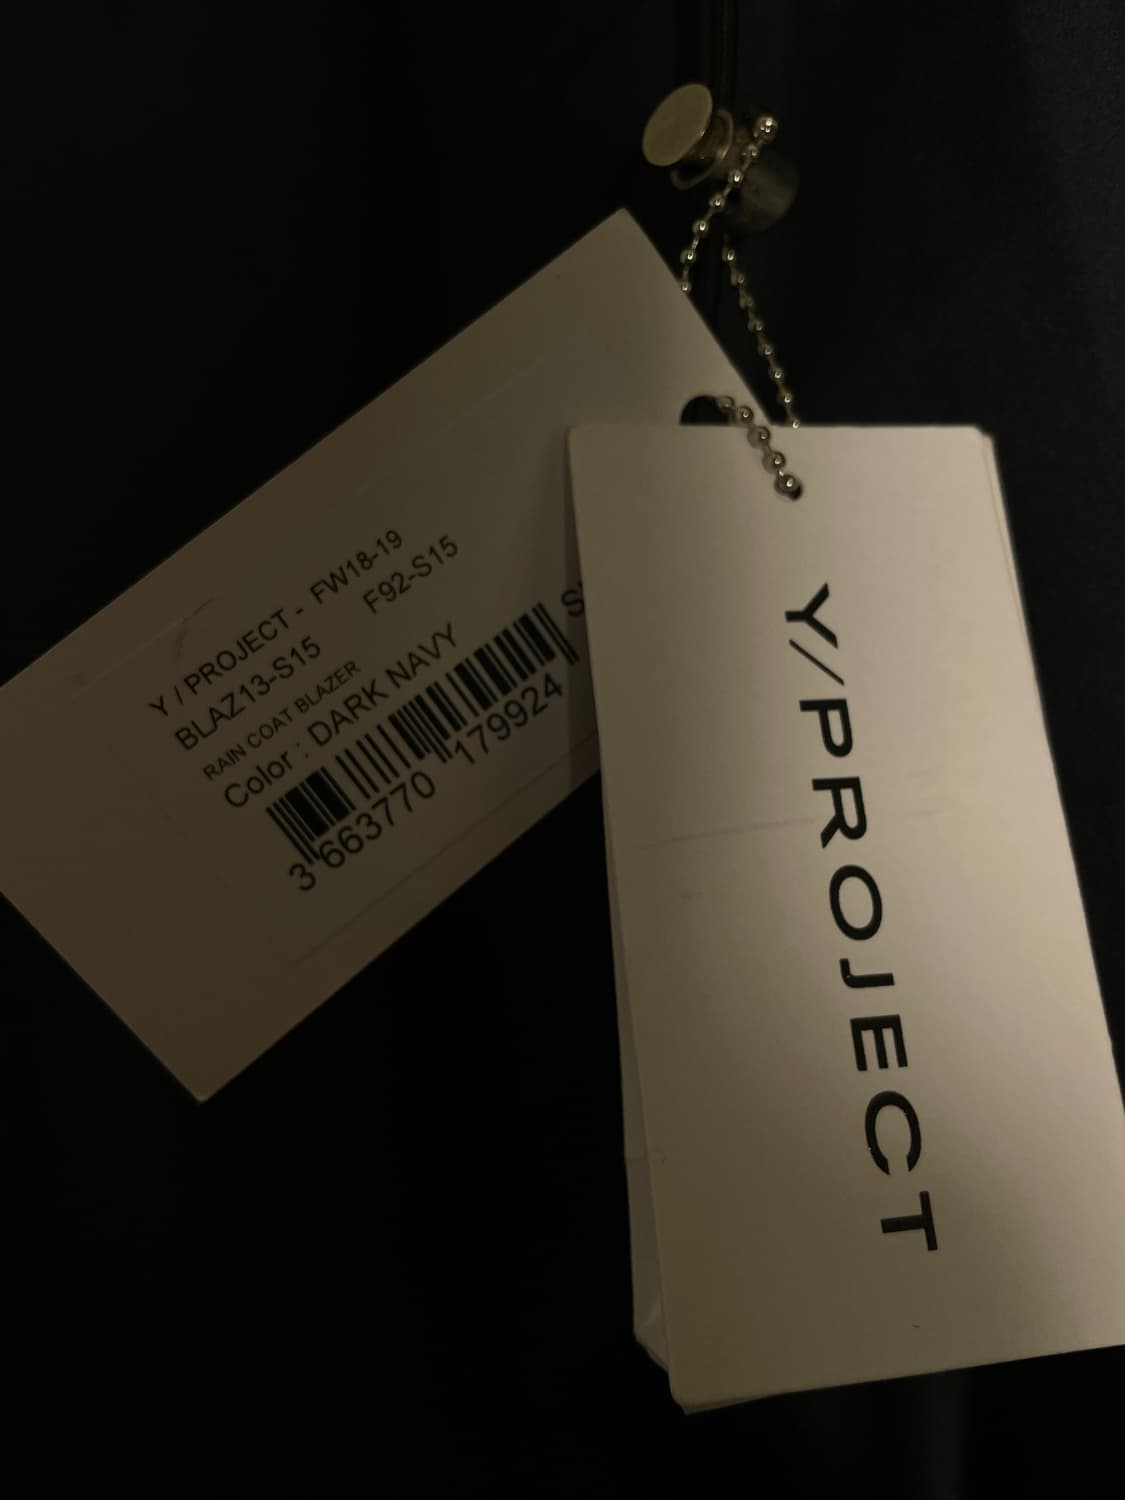 Y / PROJECT - FW18-19
BLAZ13-S15 F92-S15
RAIN COAT BLAZER
Color : DARK NAVY
3 663770 179924
Y/PROJECT